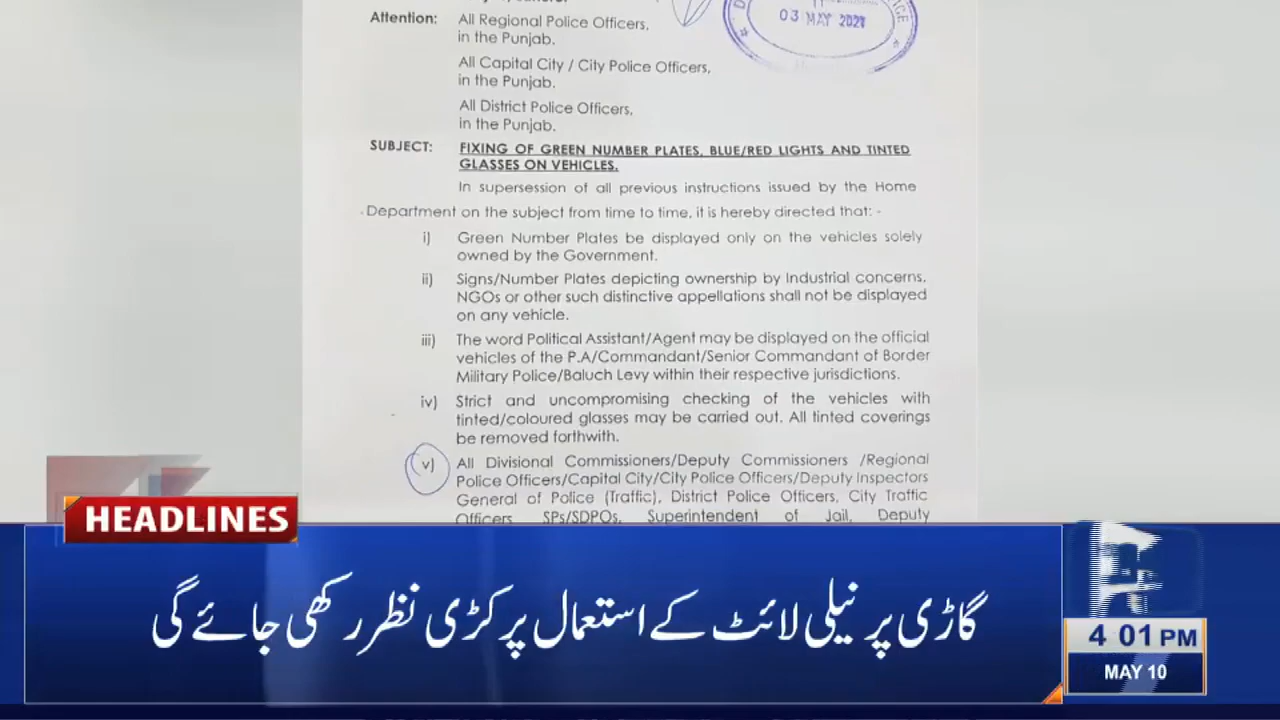 Attention: All Regional Police Officers,
in the Punjab.
All Capital City / City Police Officers,
in the Punjab.
All District Police Officers,
in the Punjab.
03 MAY 2021
SUBJECT: FIXING OF GREEN NUMBER PLATES, BLUE/RED LIGHTS AND TINTED
GLASSES ON VEHICLES.
In supersession of all previous instructions issued by the Home
Department on the subject from time to time, it is hereby directed that: -
i) Green Number Plates be displayed only on the vehicles solely
owned by the Government.
ii) Signs/Number Plates depicting ownership by Industrial concerns,
NGOs or other such distinctive appellations shall not be displayed
on any vehicle.
iii) The word Political Assistant/Agent may be displayed on the official
vehicles of the P.A/Commandant/Senior Commandant of Border
Military Police/Baluch Levy within their respective jurisdictions.
iv) Strict and uncompromising checking of the vehicles with
tinted/coloured glasses may be carried out. All tinted coverings
be removed forthwith.
v) All Divisional Commissioners/Deputy Commissioners /Regional
Police Officers/Capital City/City Police Officers/Deputy Inspectors
General of Police (Traffic), District Police Officers, City Traffic
Officers, SPs/SDPOs, Superintendent of Jail, Deputy
HEADLINES
گاڑی پر نیلی لائٹ کے استعمال پر کڑی نظر رکھی جائے گی
4 01 PM
MAY 10